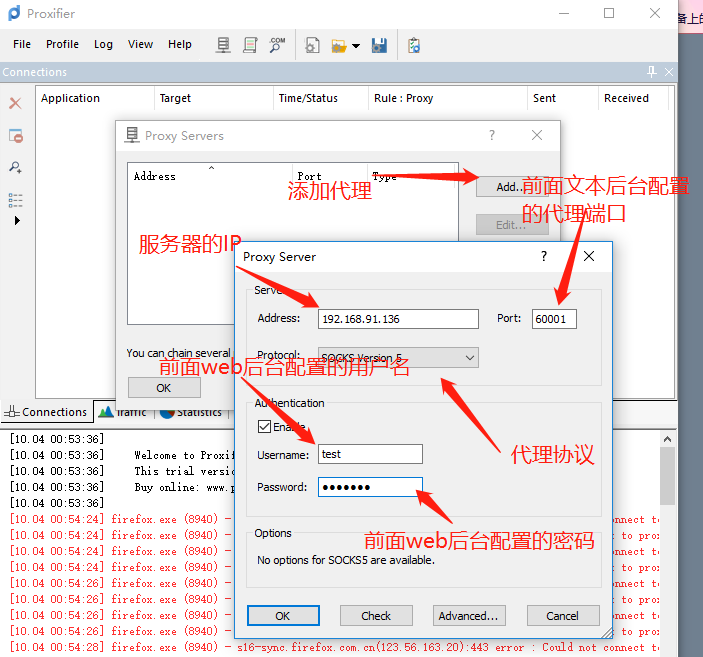 Proxifier
备上的
File Profile Log View Help
.COM
Connections
Application Target Time/Status Rule : Proxy Sent Received
Proxy Servers ?
Address Port Type
Add...
添加代理
前面文本后台配置
的代理端口
Edit...
服务器的IP
Proxy Server ?
Server
Address: 192.168.91.136 Port: 60001
You can chain several
Protocol: SOCKS Version 5
前面web后台配置的用户名
OK
Connections Traffic Statistics
Authentication
Enable
Username: test
代理协议
Password: •••••••
前面web后台配置的密码
Options
No options for SOCKS5 are available.
OK Check Advanced... Cancel
[10.04 00:53:36]
[10.04 00:53:36] Welcome to Proxifi
[10.04 00:53:36] This trial versio
[10.04 00:53:36] Buy online: www.p
[10.04 00:53:36]
[10.04 00:54:24] firefox.exe (8940) - onnect to
[10.04 00:54:24] firefox.exe (8940) - t to prox
[10.04 00:54:24] firefox.exe (8940) - onnect to
[10.04 00:54:24] firefox.exe (8940) - t to prox
[10.04 00:54:26] firefox.exe (8940) - onnect to
[10.04 00:54:26] firefox.exe (8940) - t to prox
[10.04 00:54:26] firefox.exe (8940) - onnect to
[10.04 00:54:26] firefox.exe (8940) - t to prox
[10.04 00:54:28] firefox.exe (8940) - s16-sync.firefox.com.cn(123.56.163.20):443 error : Could not connect to